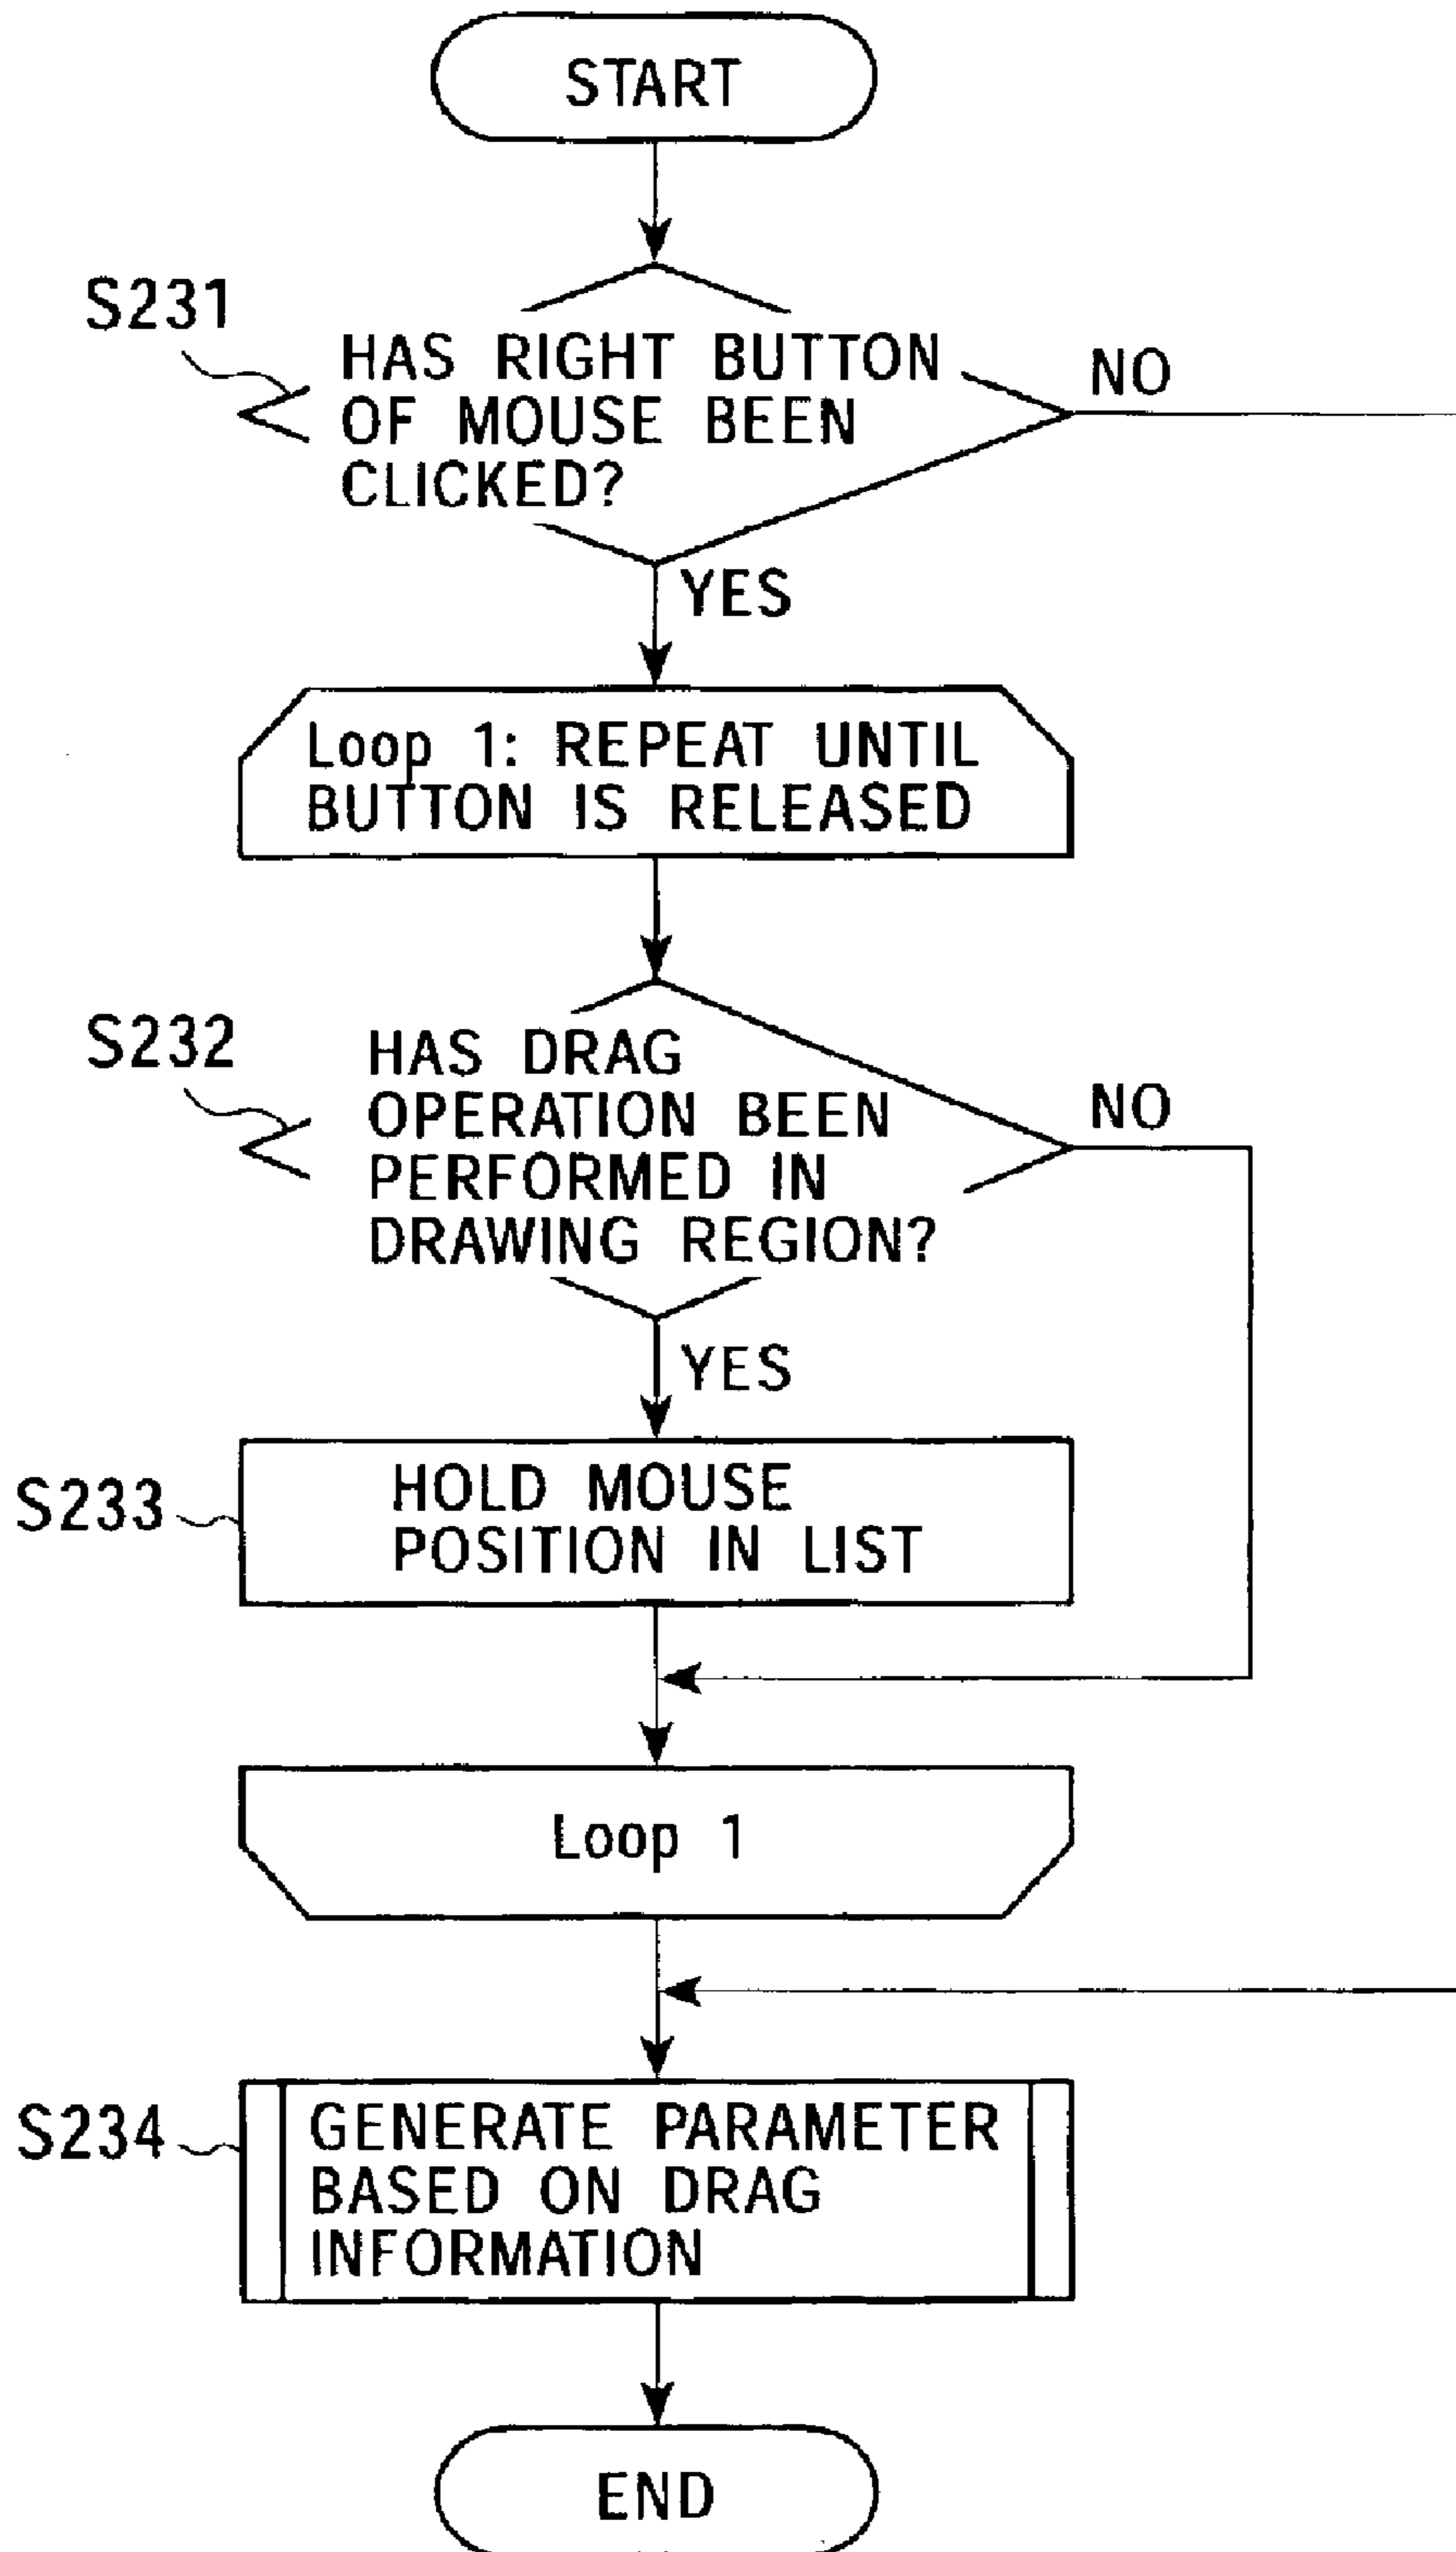 START
S231
HAS RIGHT BUTTON
OF MOUSE BEEN
CLICKED?
NO
YES
Loop 1: REPEAT UNTIL
BUTTON IS RELEASED
S232
HAS DRAG
OPERATION BEEN
PERFORMED IN
DRAWING REGION?
NO
YES
S233
HOLD MOUSE
POSITION IN LIST
Loop 1
S234
GENERATE PARAMETER
BASED ON DRAG
INFORMATION
END